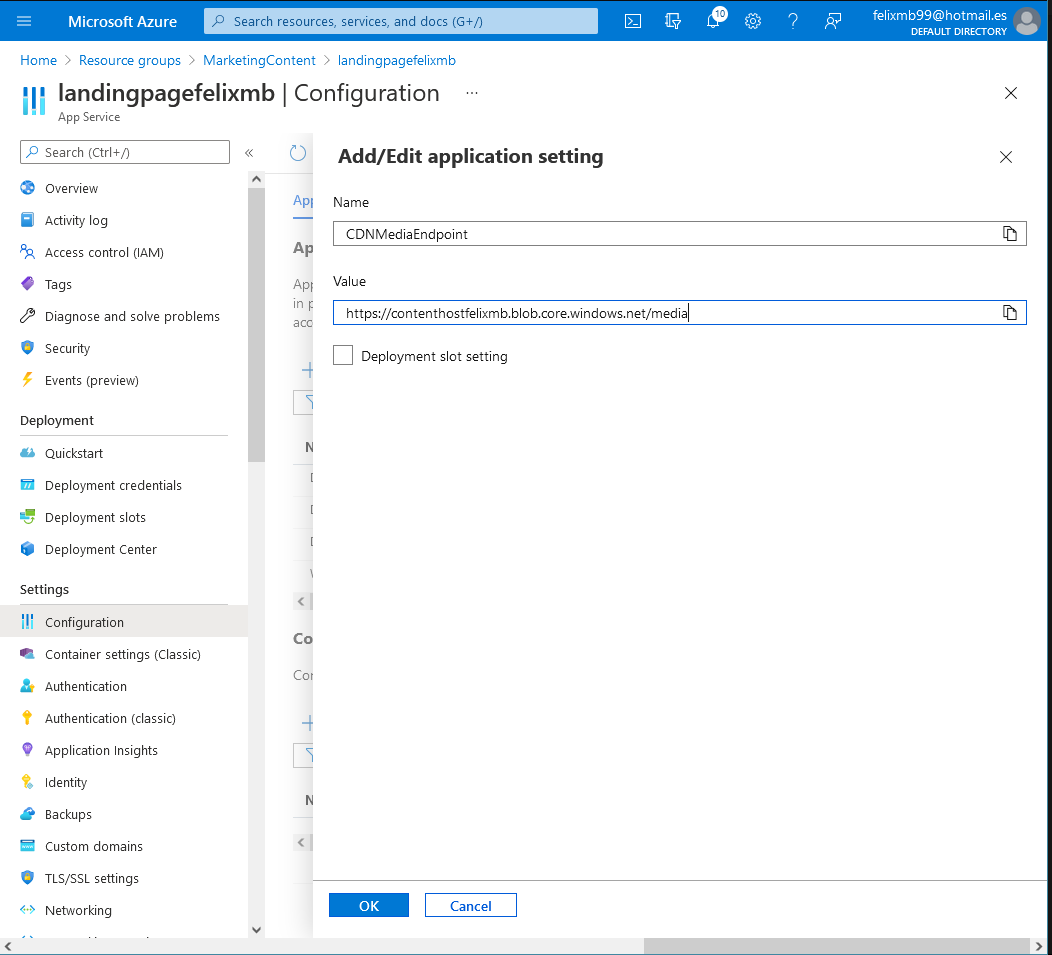 Microsoft Azure
Search resources, services, and docs (G+/)
10
felixmb99@hotmail.es
DEFAULT DIRECTORY
Home > Resource groups > MarketingContent > landingpagefelixmb
landingpagefelixmb | Configuration ...
App Service
Search (Ctrl+/)
«
Overview
Activity log
Access control (IAM)
Tags
Diagnose and solve problems
Security
Events (preview)
Deployment
Quickstart
Deployment credentials
Deployment slots
Deployment Center
Settings
Configuration
Container settings (Classic)
Authentication
Authentication (classic)
Application Insights
Identity
Backups
Custom domains
TLS/SSL settings
Networking
App
Ap
App
in p
acc
N
Co
Con
N
Add/Edit application setting
Name
CDNMediaEndpoint
Value
https://contenthostfelixmb.blob.core.windows.net/media
Deployment slot setting
OK
Cancel